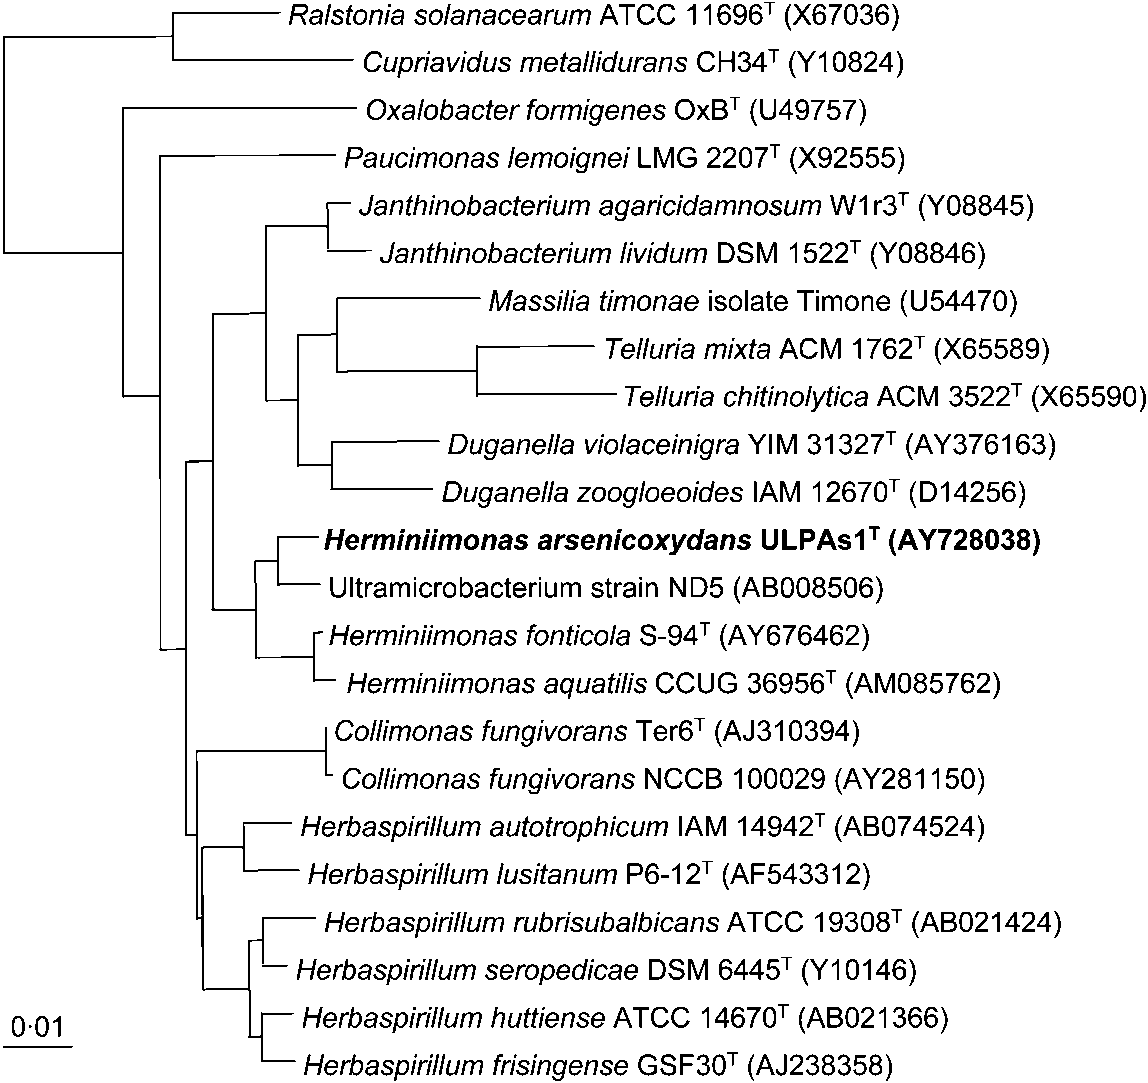 Ralstonia solanacearum ATCC 11696ᵀ (X67036)
Cupriavidus metallidurans CH34ᵀ (Y10824)
Oxalobacter formigenes OxBᵀ (U49757)
Paucimonas lemoignei LMG 2207ᵀ (X92555)
Janthinobacterium agaricidamnosum W1r3ᵀ (Y08845)
Janthinobacterium lividum DSM 1522ᵀ (Y08846)
Massilia timonae isolate Timone (U54470)
Telluria mixta ACM 1762ᵀ (X65589)
Telluria chitinolytica ACM 3522ᵀ (X65590)
Duganella violaceinigra YIM 31327ᵀ (AY376163)
Duganella zoogloeoides IAM 12670ᵀ (D14256)
Herminiimonas arsenicoxydans ULPAs1ᵀ (AY728038)
Ultramicrobacterium strain ND5 (AB008506)
Herminiimonas fonticola S-94ᵀ (AY676462)
Herminiimonas aquatilis CCUG 36956ᵀ (AM085762)
Collimonas fungivorans Ter6ᵀ (AJ310394)
Collimonas fungivorans NCCB 100029 (AY281150)
Herbaspirillum autotrophicum IAM 14942ᵀ (AB074524)
Herbaspirillum lusitanum P6-12ᵀ (AF543312)
Herbaspirillum rubrisubalbicans ATCC 19308ᵀ (AB021424)
Herbaspirillum seropedicae DSM 6445ᵀ (Y10146)
Herbaspirillum huttiense ATCC 14670ᵀ (AB021366)
0·01
Herbaspirillum frisingense GSF30ᵀ (AJ238358)